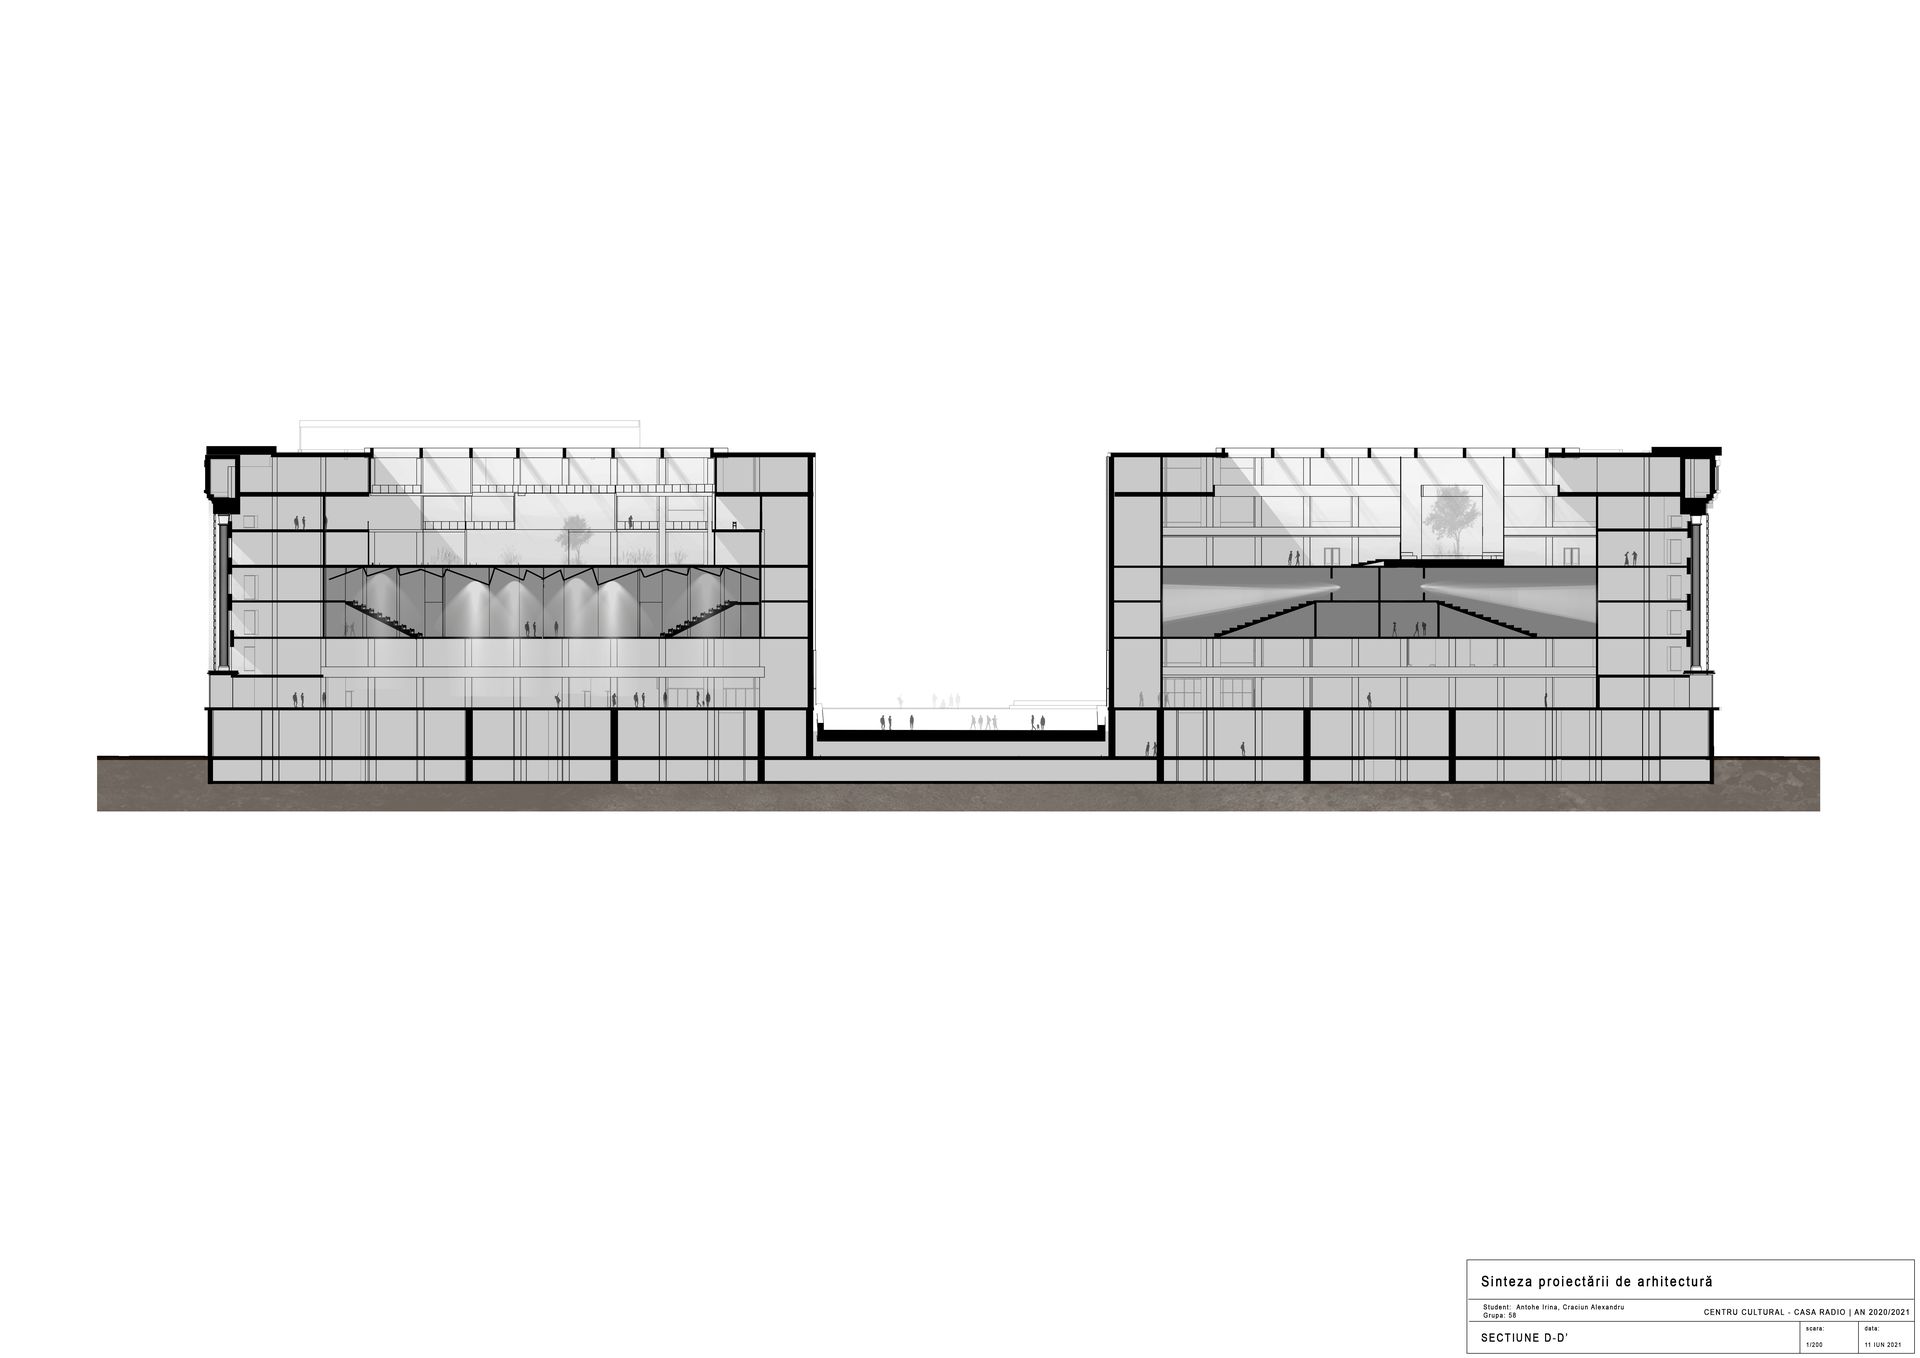 Sinteza proiectării de arhitectură
Student: Antohe Irina, Craciun Alexandru
Grupa: 58
CENTRU CULTURAL - CASA RADIO | AN 2020/2021
SECTIUNE D-D'
scara:
1/200
data:
11 IUN 2021